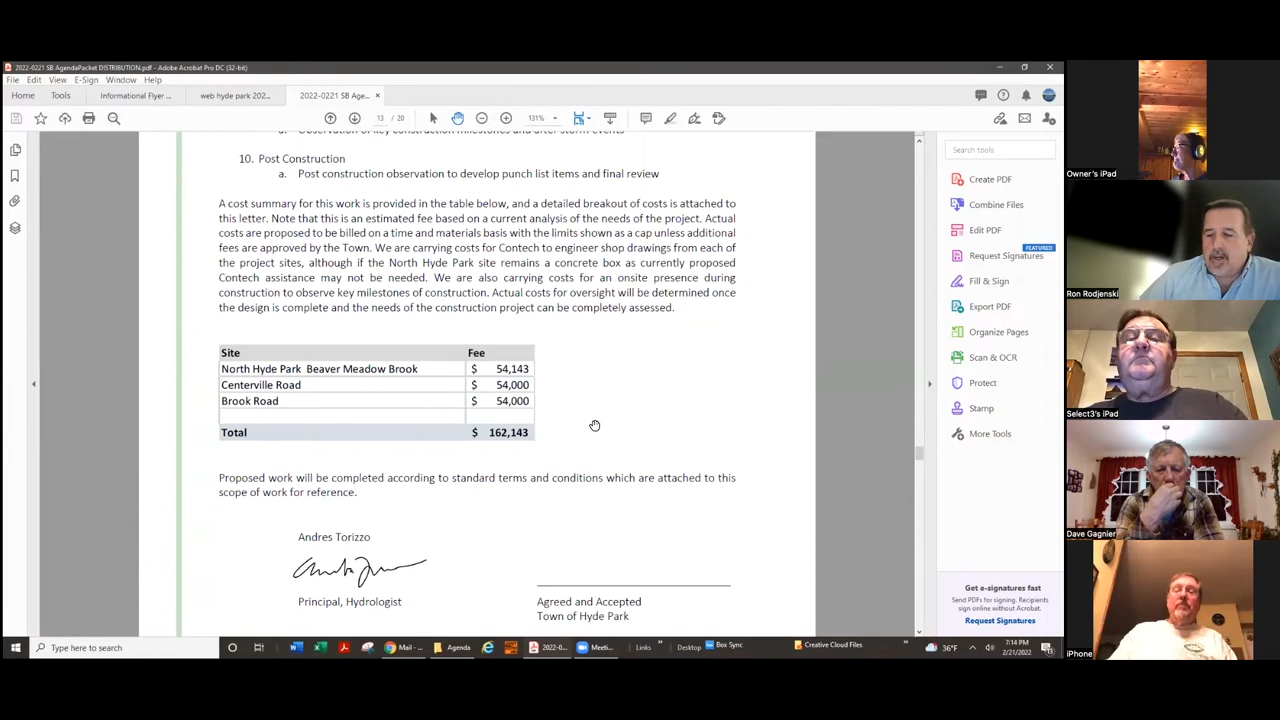 2022-0221 SB AgendaPacket DISTRIBUTION.pdf - Adobe Acrobat Pro DC (32-bit)
File Edit View E-Sign Window Help
Home Tools Informational Flyer ... web hyde park 202... 2022-0221 SB Age... ×
13 / 20 131%
a. Observation of key construction milestones and after storm events
10. Post Construction
a. Post construction observation to develop punch list items and final review
A cost summary for this work is provided in the table below, and a detailed breakout of costs is attached to
this letter. Note that this is an estimated fee based on a current analysis of the needs of the project. Actual
costs are proposed to be billed on a time and materials basis with the limits shown as a cap unless additional
fees are approved by the Town. We are carrying costs for Contech to engineer shop drawings from each of
the project sites, although if the North Hyde Park site remains a concrete box as currently proposed
Contech assistance may not be needed. We are also carrying costs for an onsite presence during
construction to observe key milestones of construction. Actual costs for oversight will be determined once
the design is complete and the needs of the construction project can be completely assessed.
Site Fee
North Hyde Park Beaver Meadow Brook $ 54,143
Centerville Road $ 54,000
Brook Road $ 54,000
Total $ 162,143
Proposed work will be completed according to standard terms and conditions which are attached to this
scope of work for reference.
Andres Torizzo
Principal, Hydrologist
Agreed and Accepted
Town of Hyde Park
Search tools
Create PDF
Combine Files
Edit PDF
FEATURED
Request Signatures
Fill & Sign
Export PDF
Organize Pages
Scan & OCR
Protect
Stamp
More Tools
Get e-signatures fast
Send PDFs for signing. Recipients
sign online without Acrobat.
Request Signatures
Type here to search
Mail - ...
Agenda
2022-0...
Meeti...
Links
Desktop
Box Sync
Creative Cloud Files
36°F
7:14 PM
2/21/2022
Owner's iPad
Ron Rodjenski
Select3's iPad
Dave Gagnier
iPhone